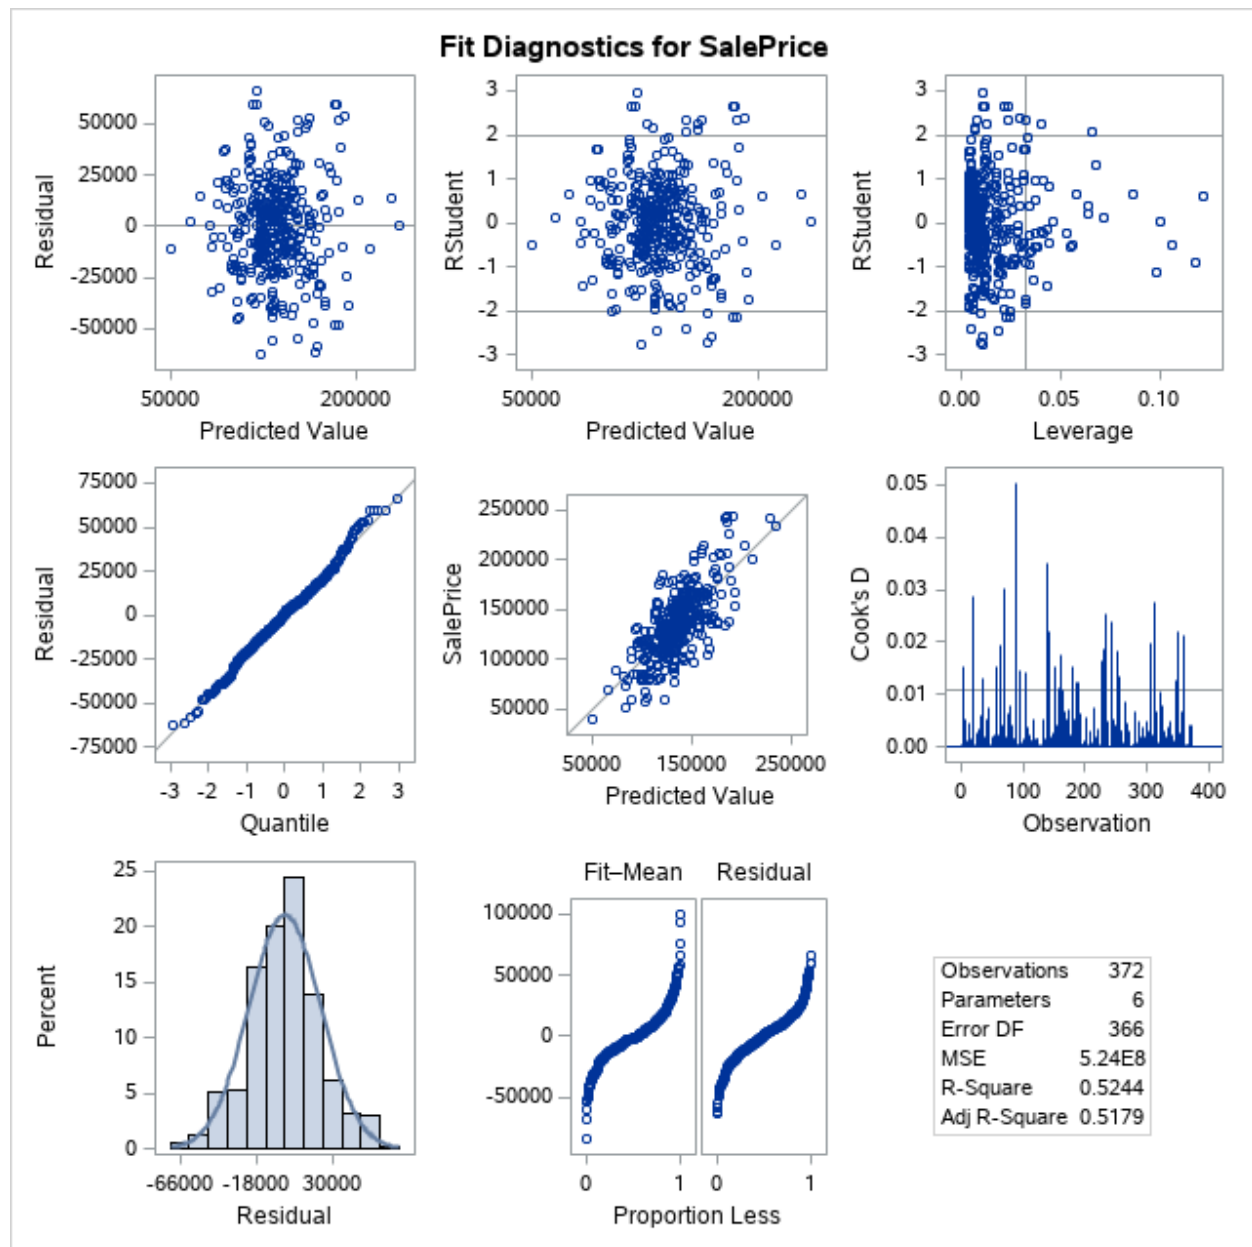 Fit Diagnostics for SalePrice
Residual
50000
25000
0
-25000
-50000
50000 200000
Predicted Value
RStudent
3
2
1
0
-1
-2
-3
50000 200000
Predicted Value
RStudent
3
2
1
0
-1
-2
-3
0.00 0.05 0.10
Leverage
Residual
75000
50000
25000
0
-25000
-50000
-75000
-3 -2 -1 0 1 2 3
Quantile
SalePrice
250000
200000
150000
100000
50000
50000 150000 250000
Predicted Value
Cook's D
0.05
0.04
0.03
0.02
0.01
0.00
0 100 200 300 400
Observation
Percent
25
20
15
10
5
0
-66000 -18000 30000
Residual
Fit–Mean Residual
100000
50000
0
-50000
0 1 0 1
Proportion Less
Observations 372
Parameters 6
Error DF 366
MSE 5.24E8
R-Square 0.5244
Adj R-Square 0.5179